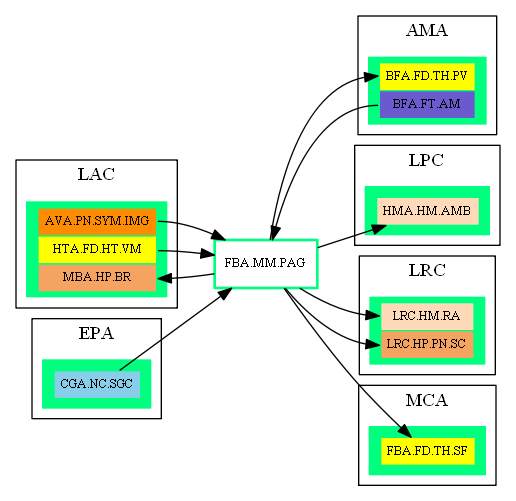 LAC
AVA.PN.SYM.IMG
HTA.FD.HT.VM
MBA.HP.BR
EPA
CGA.NC.SGC
FBA.MM.PAG
AMA
BFA.FD.TH.PV
BFA.FT.AM
LPC
HMA.HM.AMB
LRC
LRC.HM.RA
LRC.HP.PN.SC
MCA
FBA.FD.TH.SF